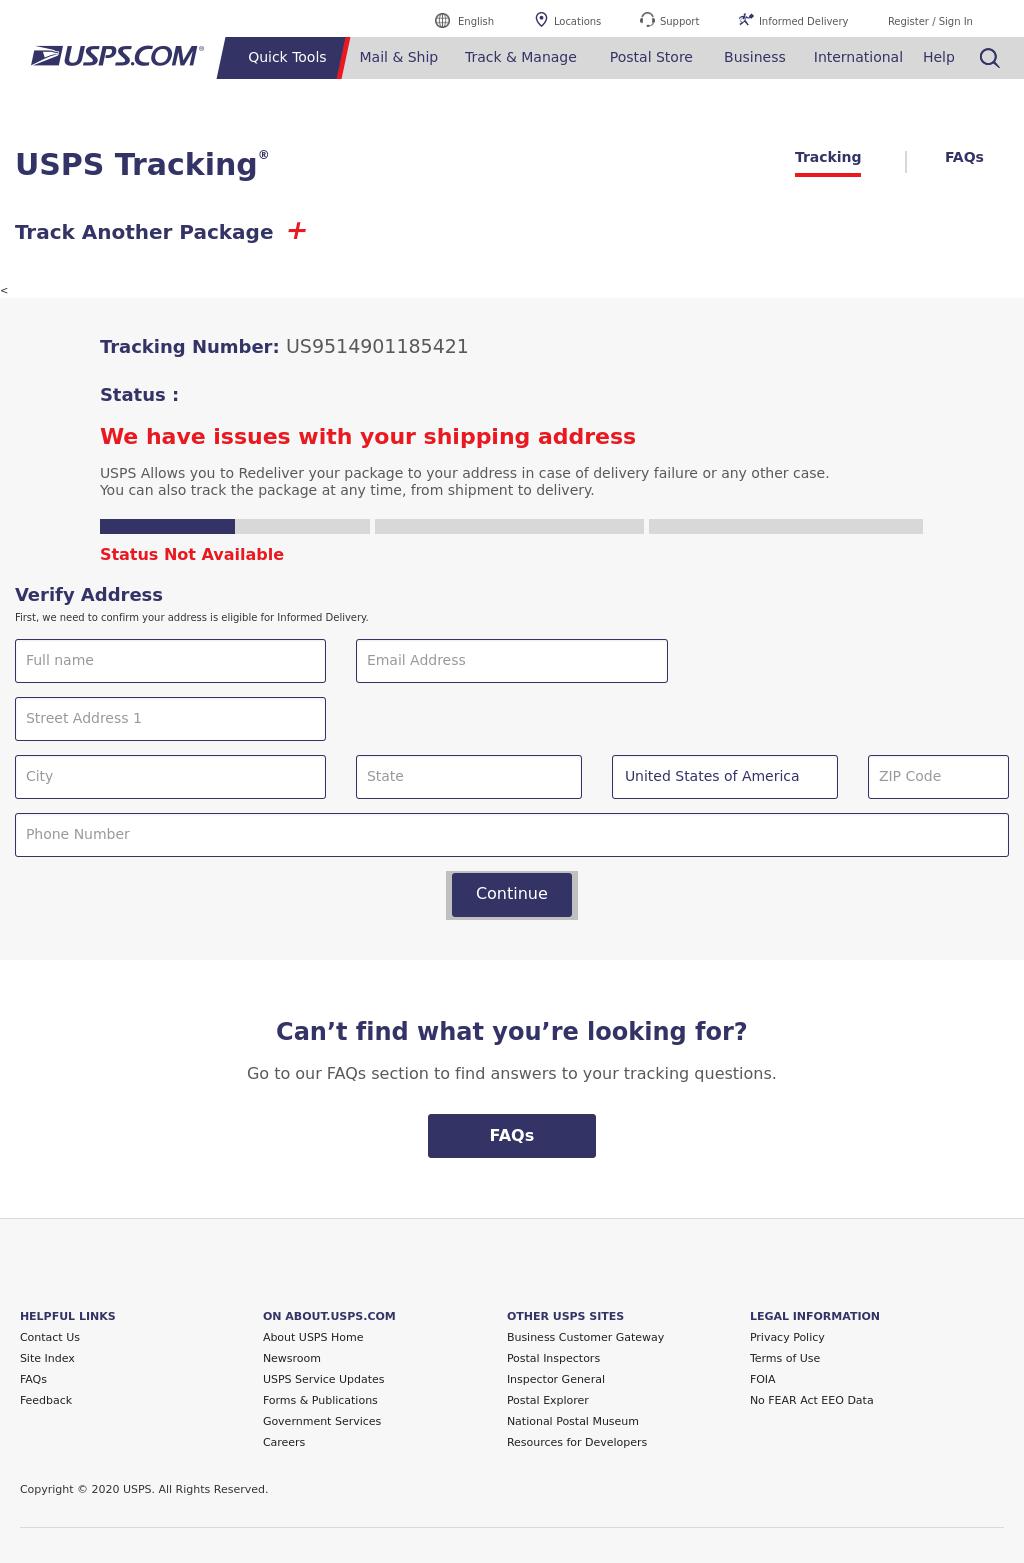 English Locations Support Informed Delivery Register / Sign In
USPS.COM® Quick Tools Mail & Ship Track & Manage Postal Store Business International Help
USPS Tracking® Tracking FAQs
Track Another Package +
<
Tracking Number: US9514901185421
Status :
We have issues with your shipping address
USPS Allows you to Redeliver your package to your address in case of delivery failure or any other case.
You can also track the package at any time, from shipment to delivery.
Status Not Available
Verify Address
First, we need to confirm your address is eligible for Informed Delivery.
Full name Email Address
Street Address 1
City State United States of America ZIP Code
Phone Number
Continue
Can’t find what you’re looking for?
Go to our FAQs section to find answers to your tracking questions.
FAQs
HELPFUL LINKS
Contact Us
Site Index
FAQs
Feedback
ON ABOUT.USPS.COM
About USPS Home
Newsroom
USPS Service Updates
Forms & Publications
Government Services
Careers
OTHER USPS SITES
Business Customer Gateway
Postal Inspectors
Inspector General
Postal Explorer
National Postal Museum
Resources for Developers
LEGAL INFORMATION
Privacy Policy
Terms of Use
FOIA
No FEAR Act EEO Data
Copyright © 2020 USPS. All Rights Reserved.